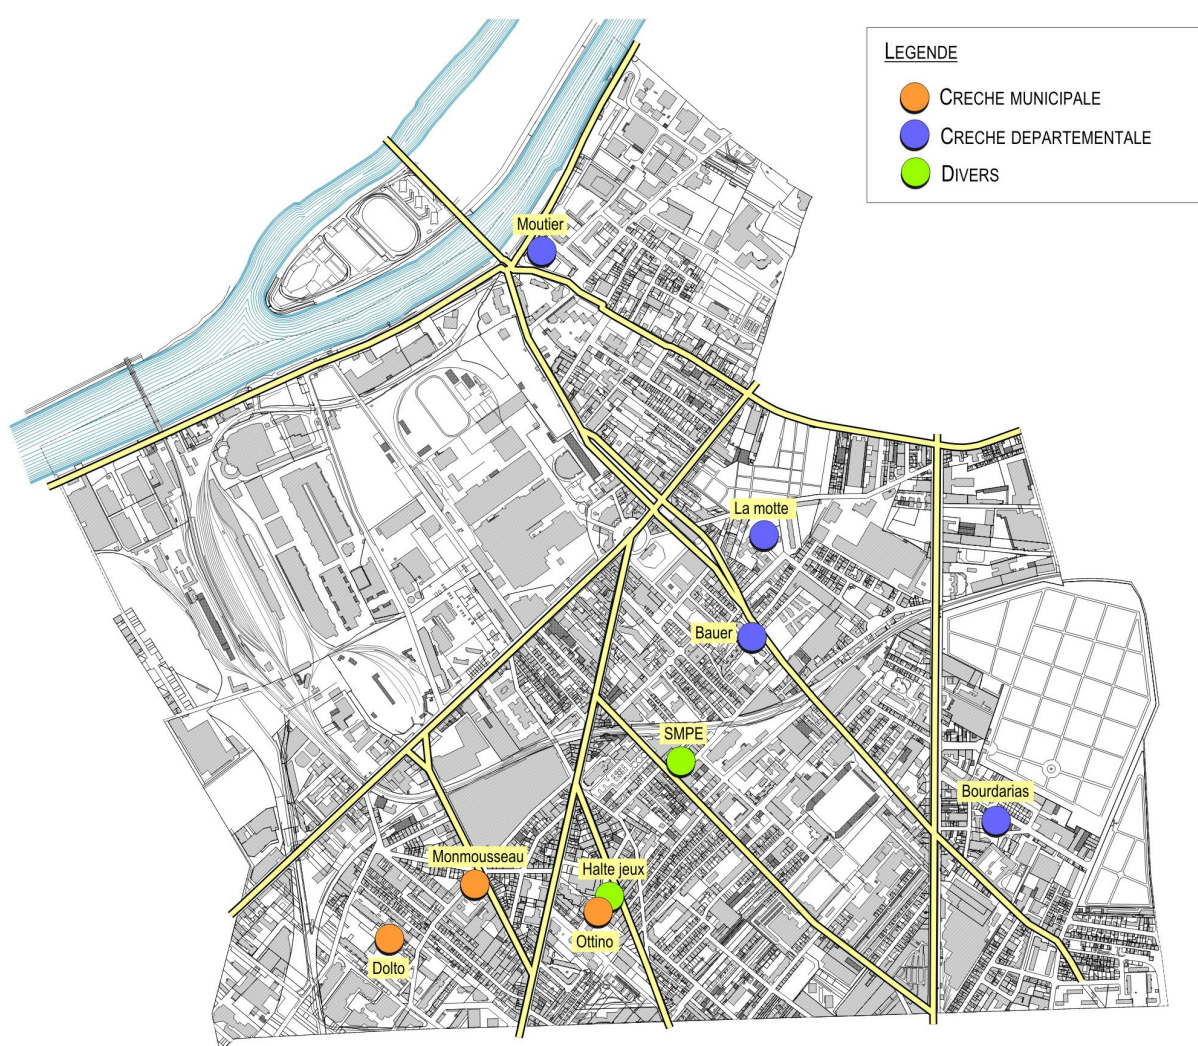 LEGENDE
CRECHE MUNICIPALE
CRECHE DEPARTEMENTALE
DIVERS
Moutier
La motte
Bauer
SMPE
Bourdarias
Monmousseau
Halte jeux
Ottino
Dolto